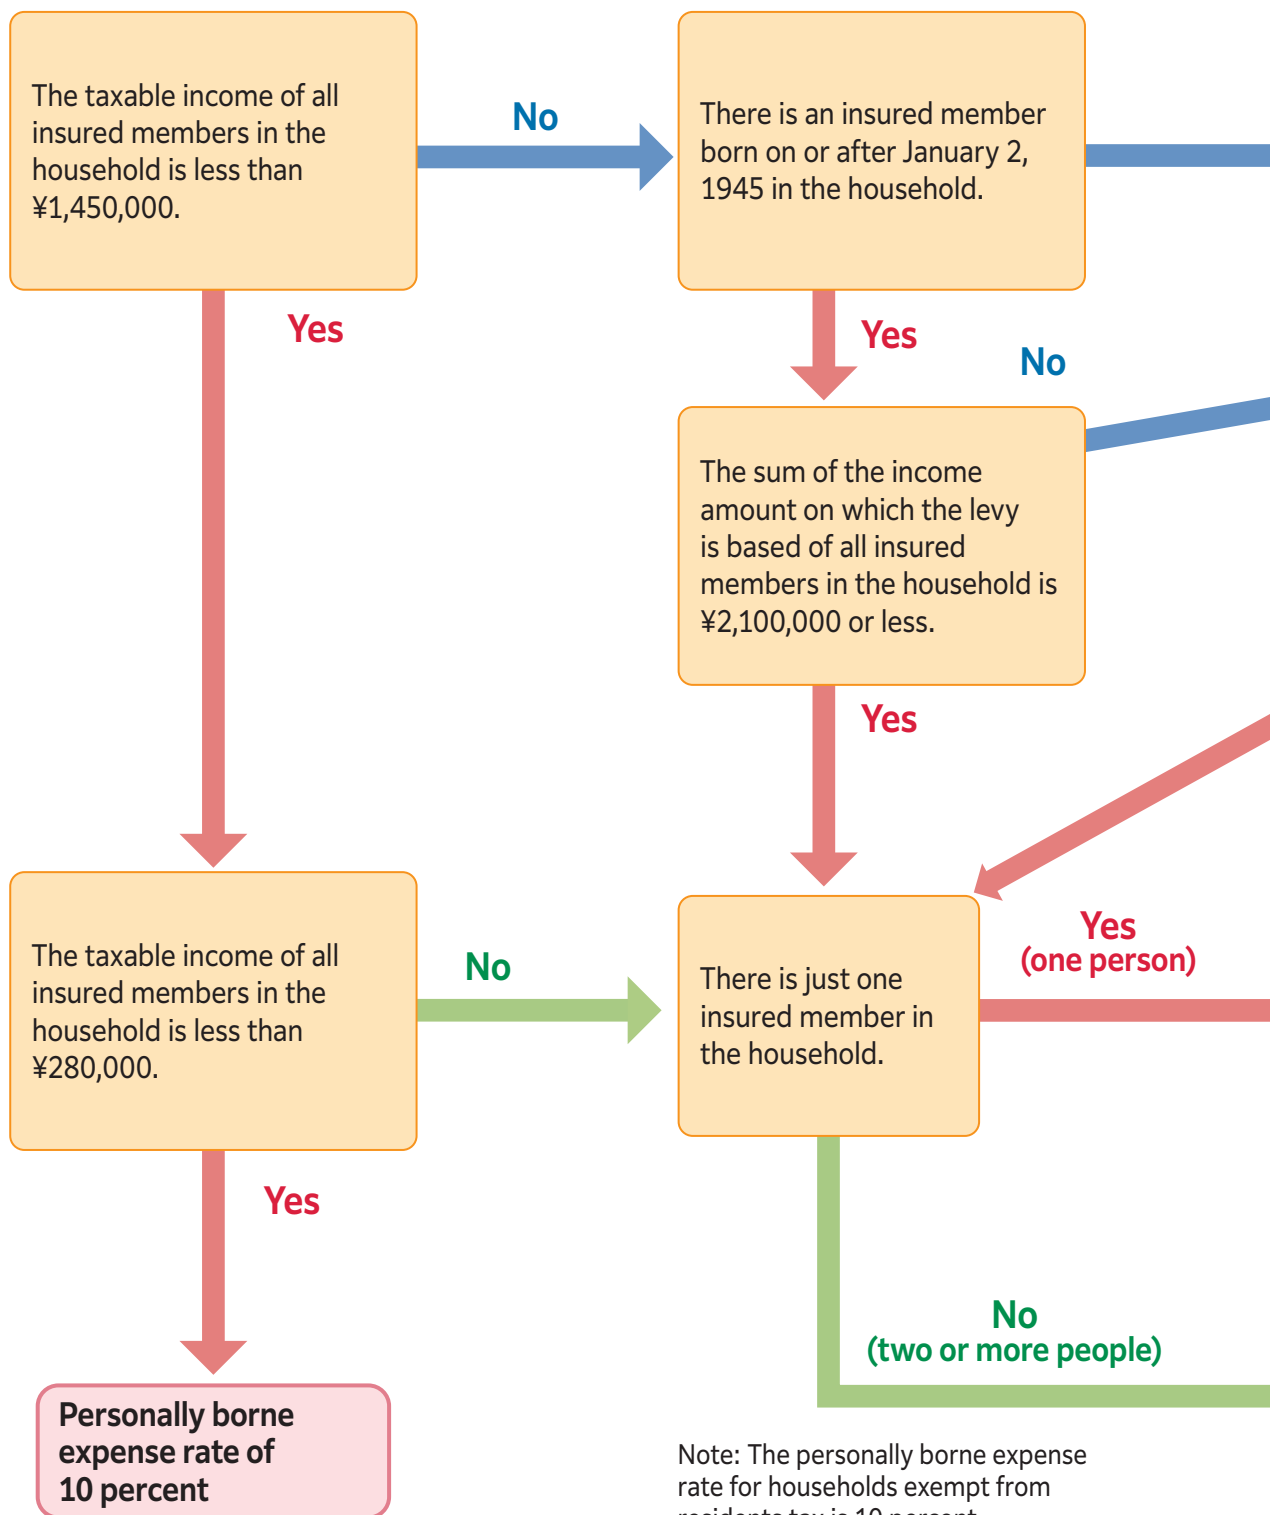 The taxable income of all
insured members in the
household is less than
¥1,450,000.
No
There is an insured member
born on or after January 2,
1945 in the household.
Yes
Yes
No
The sum of the income
amount on which the levy
is based of all insured
members in the household is
¥2,100,000 or less.
Yes
The taxable income of all
insured members in the
household is less than
¥280,000.
No
There is just one
insured member in
the household.
Yes
(one person)
Yes
No
(two or more people)
Personally borne
expense rate of
10 percent
Note: The personally borne expense
rate for households exempt from
residents tax is 10 percent